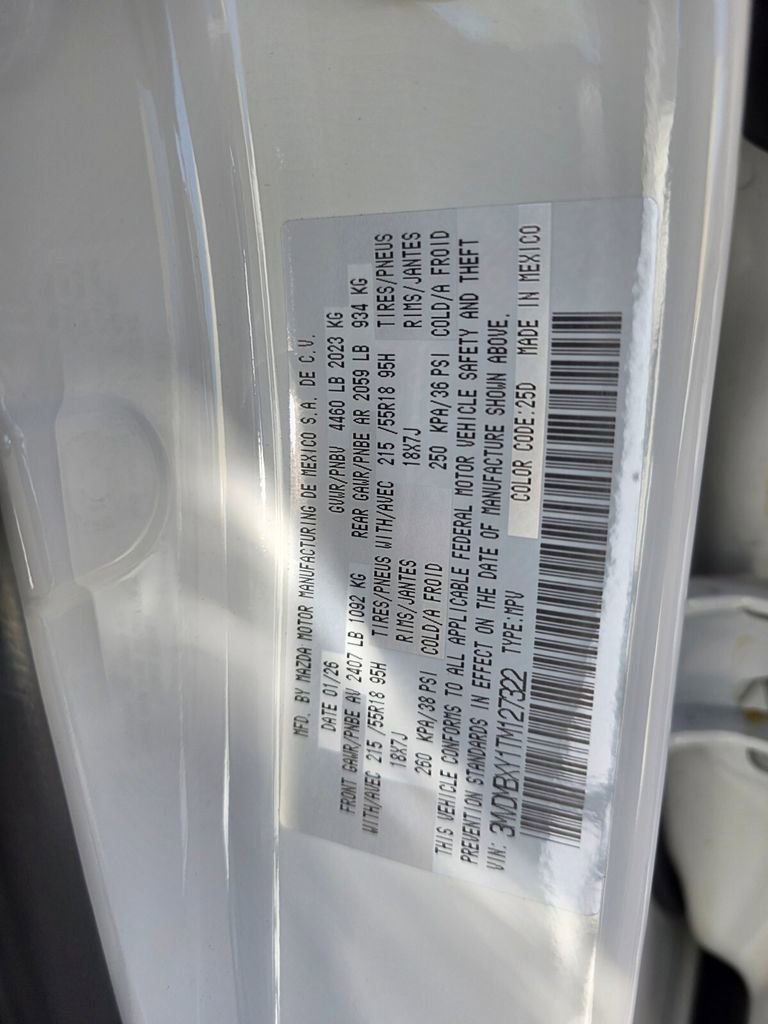 MFD. BY MAZDA MOTOR MANUFACTURING DE MEXICO S.A. DE C.V.
DATE 01/26 GVWR/PNBV 4460 LB 2023 KG
FRONT GAWR/PNBE AV 2407 LB 1092 KG REAR GAWR/PNBE AR 2059 LB 934 KG
WITH/AVEC 215 /55R18 95H TIRES/PNEUS WITH/AVEC 215 /55R18 95H TIRES/PNEUS
18X7J RIMS/JANTES 18X7J RIMS/JANTES
260 KPA/38 PSI COLD/A FROID 250 KPA/36 PSI COLD/A FROID
THIS VEHICLE CONFORMS TO ALL APPLICABLE FEDERAL MOTOR VEHICLE SAFETY AND THEFT
PREVENTION STANDARDS IN EFFECT ON THE DATE OF MANUFACTURE SHOWN ABOVE.
VIN: 3MVDMBXY1TM127322 TYPE:MPV COLOR CODE:25D MADE IN MEXICO